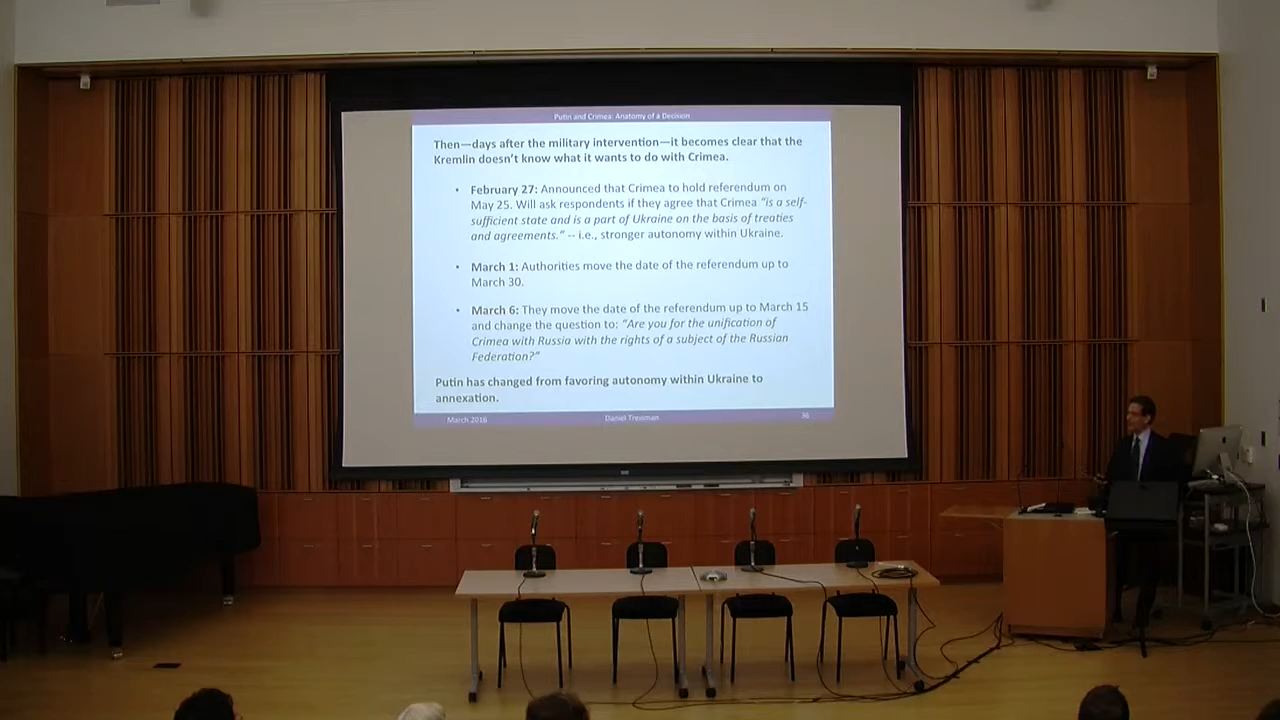 Putin and Crimea: Anatomy of a Decision
Then—days after the military intervention—it becomes clear that the
Kremlin doesn't know what it wants to do with Crimea.
• February 27: Announced that Crimea to hold referendum on
May 25. Will ask respondents if they agree that Crimea "is a self-
sufficient state and is a part of Ukraine on the basis of treaties
and agreements." -- i.e., stronger autonomy within Ukraine.
• March 1: Authorities move the date of the referendum up to
March 30.
• March 6: They move the date of the referendum up to March 15
and change the question to: "Are you for the unification of
Crimea with Russia with the rights of a subject of the Russian
Federation?"
Putin has changed from favoring autonomy within Ukraine to
annexation.
March 2016 Daniel Treisman 36